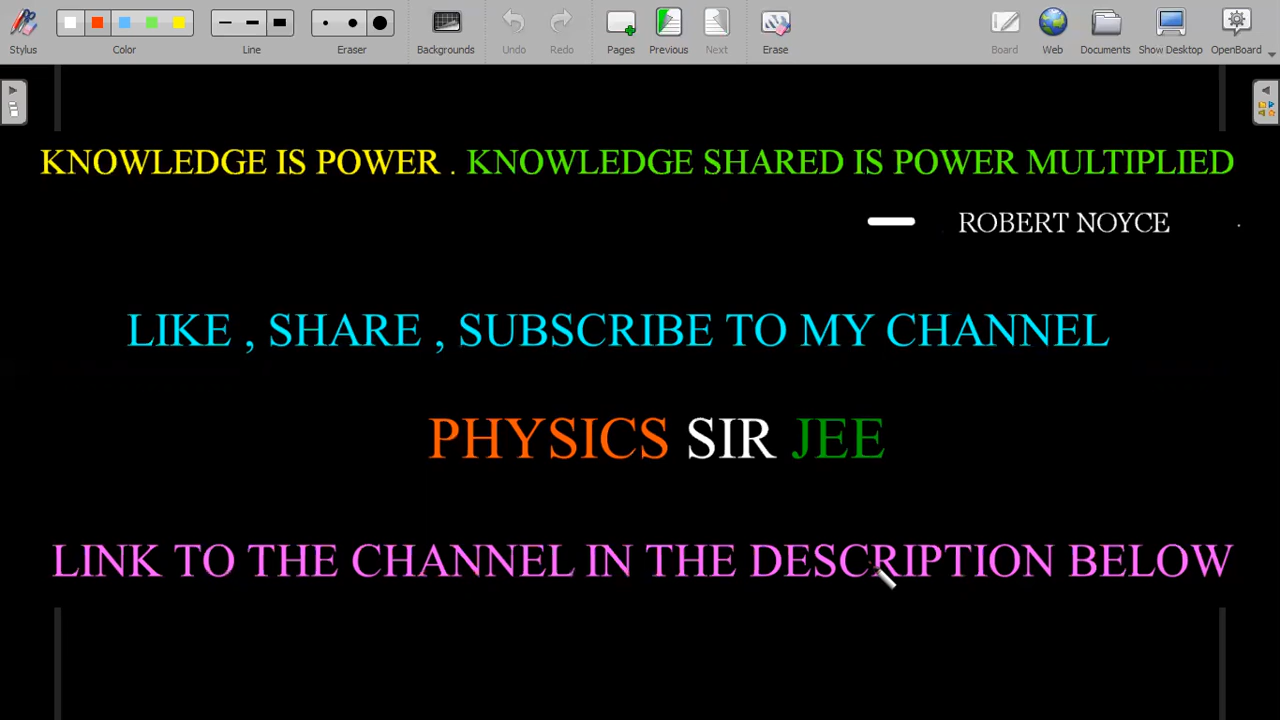 Stylus Color Line Eraser Backgrounds Undo Redo Pages Previous Next Erase Board Web Documents Show Desktop OpenBoard
KNOWLEDGE IS POWER . KNOWLEDGE SHARED IS POWER MULTIPLIED
— ROBERT NOYCE .
LIKE , SHARE , SUBSCRIBE TO MY CHANNEL
PHYSICS SIR JEE
LINK TO THE CHANNEL IN THE DESCRIPTION BELOW